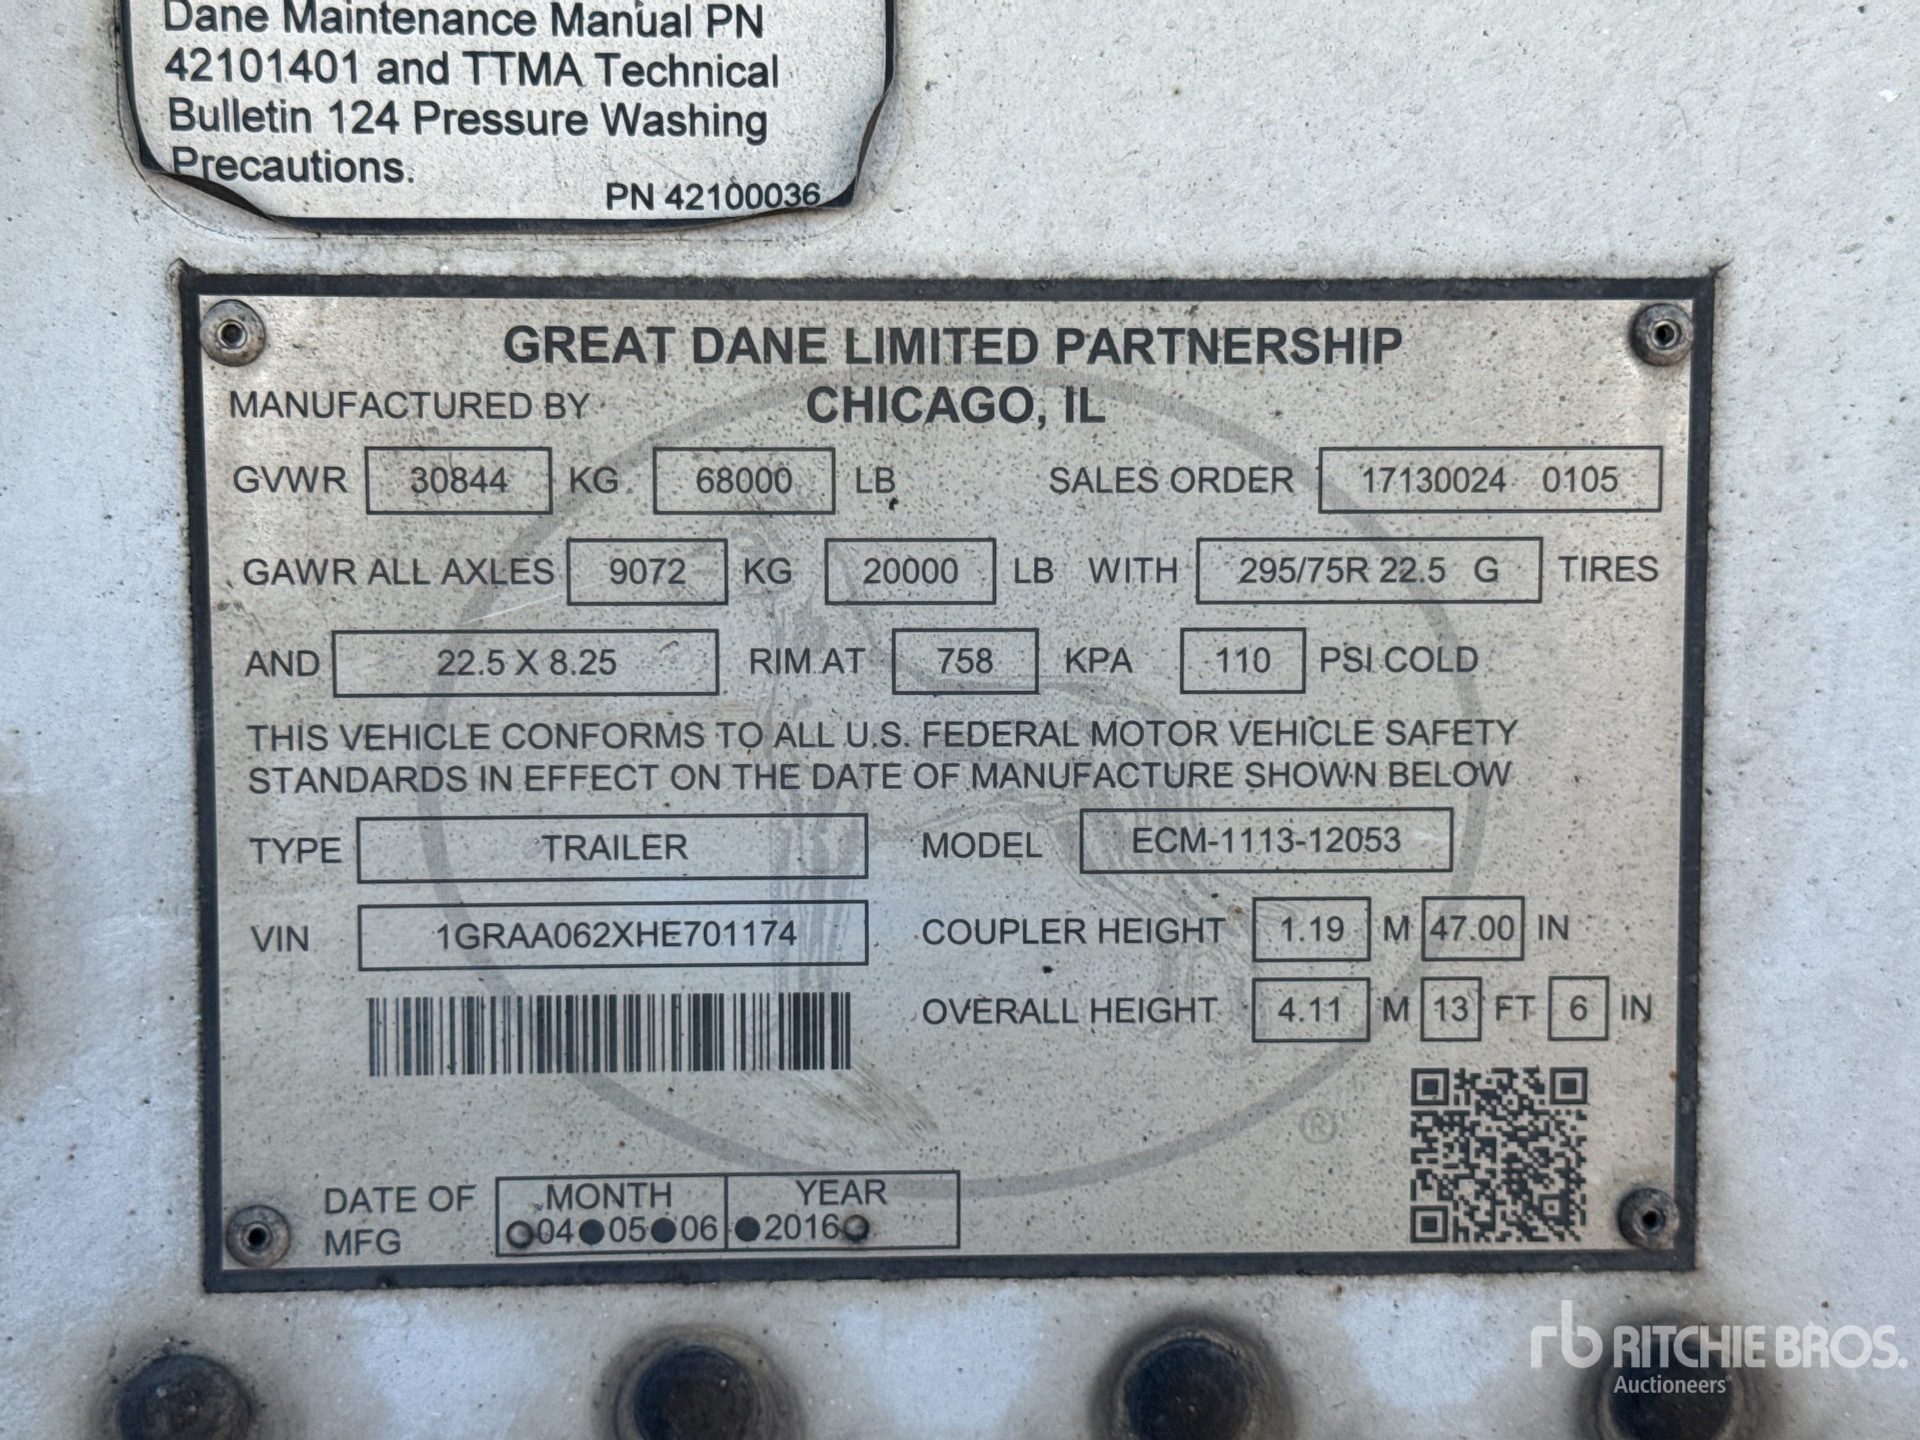 Dane Maintenance Manual PN
42101401 and TTMA Technical
Bulletin 124 Pressure Washing
Precautions.
PN 42100036
GREAT DANE LIMITED PARTNERSHIP
MANUFACTURED BY CHICAGO, IL
GVWR 30844 KG 68000 LB SALES ORDER 17130024 0105
GAWR ALL AXLES 9072 KG 20000 LB WITH 295/75R 22.5 G TIRES
AND 22.5 X 8.25 RIM AT 758 KPA 110 PSI COLD
THIS VEHICLE CONFORMS TO ALL U.S. FEDERAL MOTOR VEHICLE SAFETY
STANDARDS IN EFFECT ON THE DATE OF MANUFACTURE SHOWN BELOW
TYPE TRAILER MODEL ECM-1113-12053
VIN 1GRAA062XHE701174 COUPLER HEIGHT 1.19 M 47.00 IN
OVERALL HEIGHT 4.11 M 13 FT 6 IN
®
DATE OF MFG MONTH YEAR
04 05 06 2016
rb RITCHIE BROS.
Auctioneers